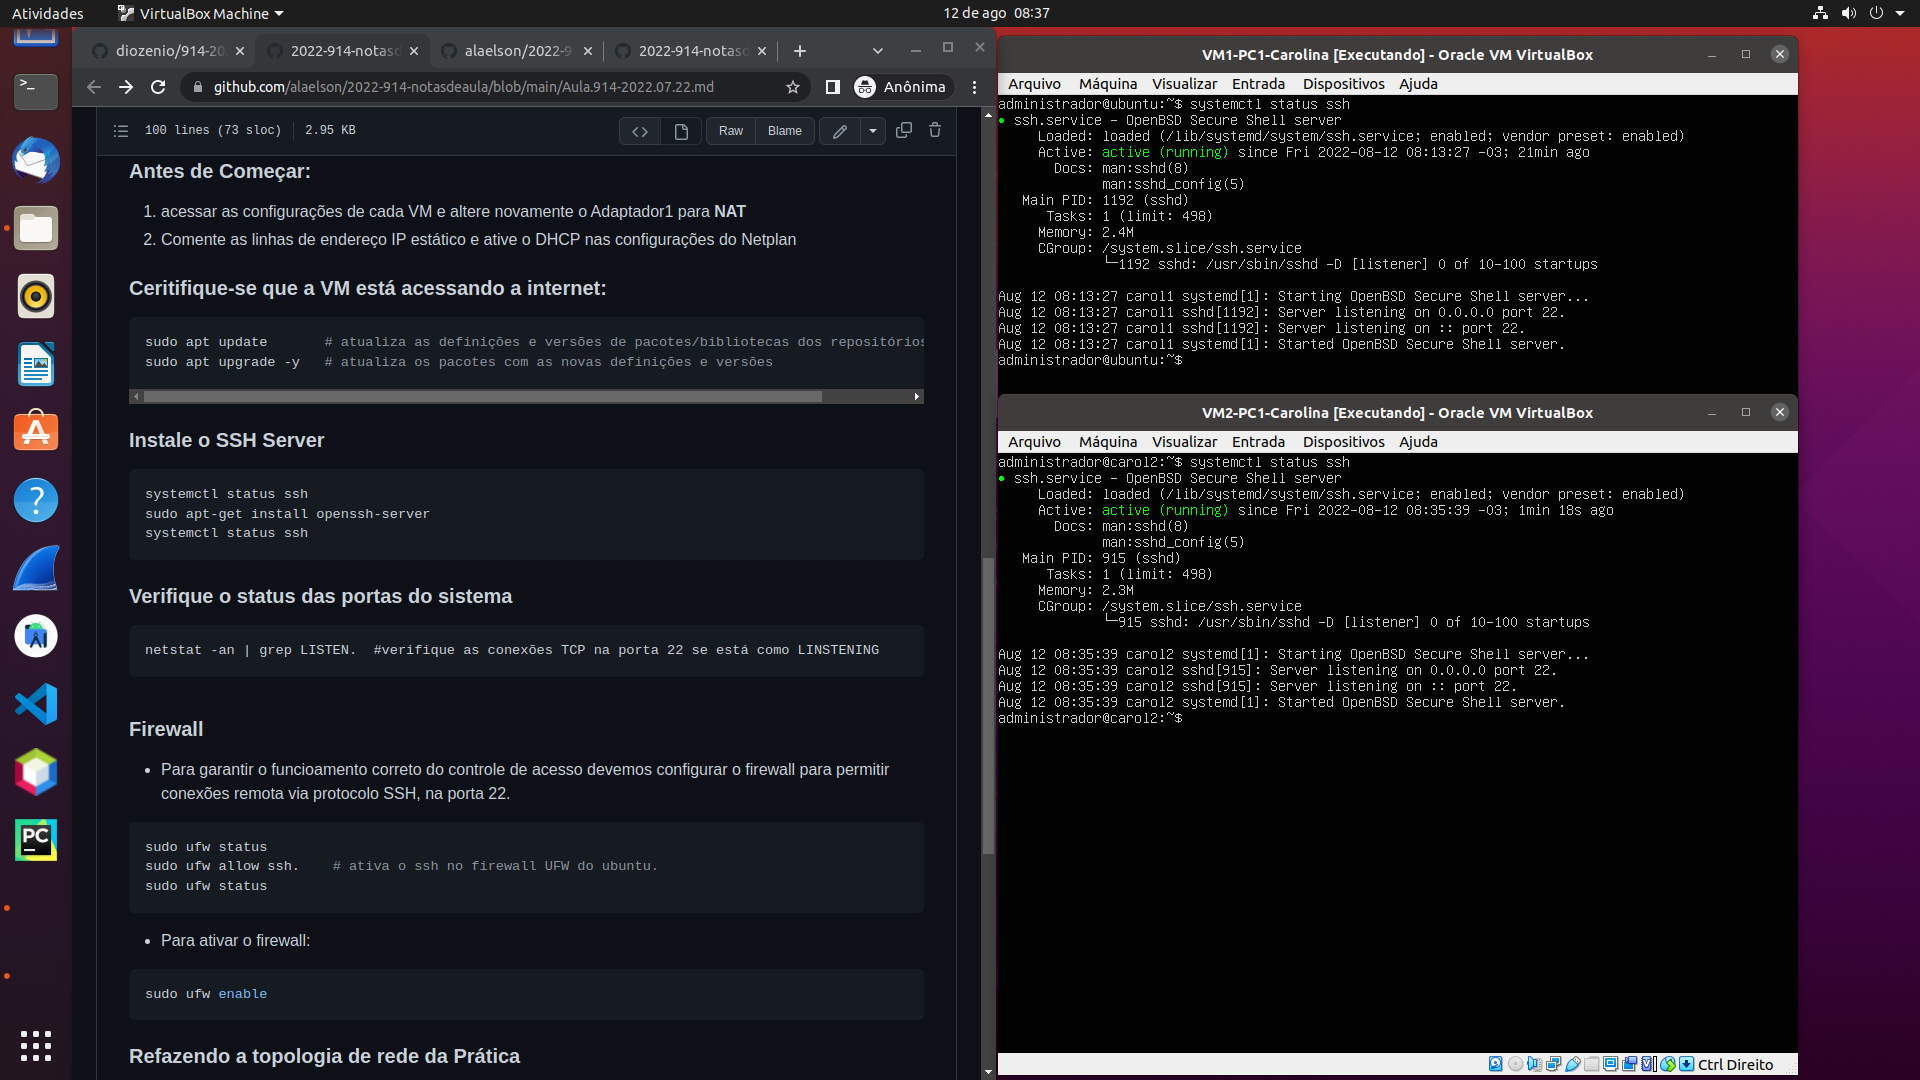 Atividades
VirtualBox Machine
12 de ago 08:37
diozenio/914-20
2022-914-notasd
alaelson/2022-9
2022-914-notasd
github.com/alaelson/2022-914-notasdeaula/blob/main/Aula.914-2022.07.22.md
Anônima
100 lines (73 sloc) 2.95 KB
Raw
Blame
Antes de Começar:
1. acessar as configurações de cada VM e altere novamente o Adaptador1 para NAT
2. Comente as linhas de endereço IP estático e ative o DHCP nas configurações do Netplan
Ceritifique-se que a VM está acessando a internet:
sudo apt update # atualiza as definições e versões de pacotes/bibliotecas dos repositórios
sudo apt upgrade -y # atualiza os pacotes com as novas definições e versões
Instale o SSH Server
systemctl status ssh
sudo apt-get install openssh-server
systemctl status ssh
Verifique o status das portas do sistema
netstat -an | grep LISTEN. #verifique as conexões TCP na porta 22 se está como LINSTENING
Firewall
• Para garantir o funcioamento correto do controle de acesso devemos configurar o firewall para permitir
conexões remota via protocolo SSH, na porta 22.
sudo ufw status
sudo ufw allow ssh. # ativa o ssh no firewall UFW do ubuntu.
sudo ufw status
• Para ativar o firewall:
sudo ufw enable
Refazendo a topologia de rede da Prática
VM1-PC1-Carolina [Executando] - Oracle VM VirtualBox
Arquivo Máquina Visualizar Entrada Dispositivos Ajuda
administrador@ubuntu:~$ systemctl status ssh
● ssh.service - OpenBSD Secure Shell server
Loaded: loaded (/lib/systemd/system/ssh.service; enabled; vendor preset: enabled)
Active: active (running) since Fri 2022-08-12 08:13:27 -03; 21min ago
Docs: man:sshd(8)
man:sshd_config(5)
Main PID: 1192 (sshd)
Tasks: 1 (limit: 498)
Memory: 2.4M
CGroup: /system.slice/ssh.service
└─1192 sshd: /usr/sbin/sshd -D [listener] 0 of 10-100 startups
Aug 12 08:13:27 carol1 systemd[1]: Starting OpenBSD Secure Shell server...
Aug 12 08:13:27 carol1 sshd[1192]: Server listening on 0.0.0.0 port 22.
Aug 12 08:13:27 carol1 sshd[1192]: Server listening on :: port 22.
Aug 12 08:13:27 carol1 systemd[1]: Started OpenBSD Secure Shell server.
administrador@ubuntu:~$
VM2-PC1-Carolina [Executando] - Oracle VM VirtualBox
Arquivo Máquina Visualizar Entrada Dispositivos Ajuda
administrador@carol2:~$ systemctl status ssh
● ssh.service - OpenBSD Secure Shell server
Loaded: loaded (/lib/systemd/system/ssh.service; enabled; vendor preset: enabled)
Active: active (running) since Fri 2022-08-12 08:35:39 -03; 1min 18s ago
Docs: man:sshd(8)
man:sshd_config(5)
Main PID: 915 (sshd)
Tasks: 1 (limit: 498)
Memory: 2.3M
CGroup: /system.slice/ssh.service
└─915 sshd: /usr/sbin/sshd -D [listener] 0 of 10-100 startups
Aug 12 08:35:39 carol2 systemd[1]: Starting OpenBSD Secure Shell server...
Aug 12 08:35:39 carol2 sshd[915]: Server listening on 0.0.0.0 port 22.
Aug 12 08:35:39 carol2 sshd[915]: Server listening on :: port 22.
Aug 12 08:35:39 carol2 systemd[1]: Started OpenBSD Secure Shell server.
administrador@carol2:~$
PC
Ctrl Direito